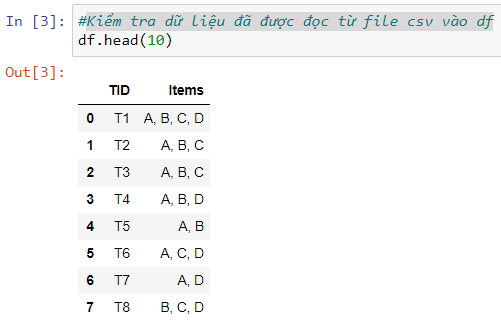 In [3]: #Kiểm tra dữ liệu đã được đọc từ file csv vào df
df.head(10)
Out[3]:
TID Items
0 T1 A, B, C, D
1 T2 A, B, C
2 T3 A, B, C
3 T4 A, B, D
4 T5 A, B
5 T6 A, C, D
6 T7 A, D
7 T8 B, C, D